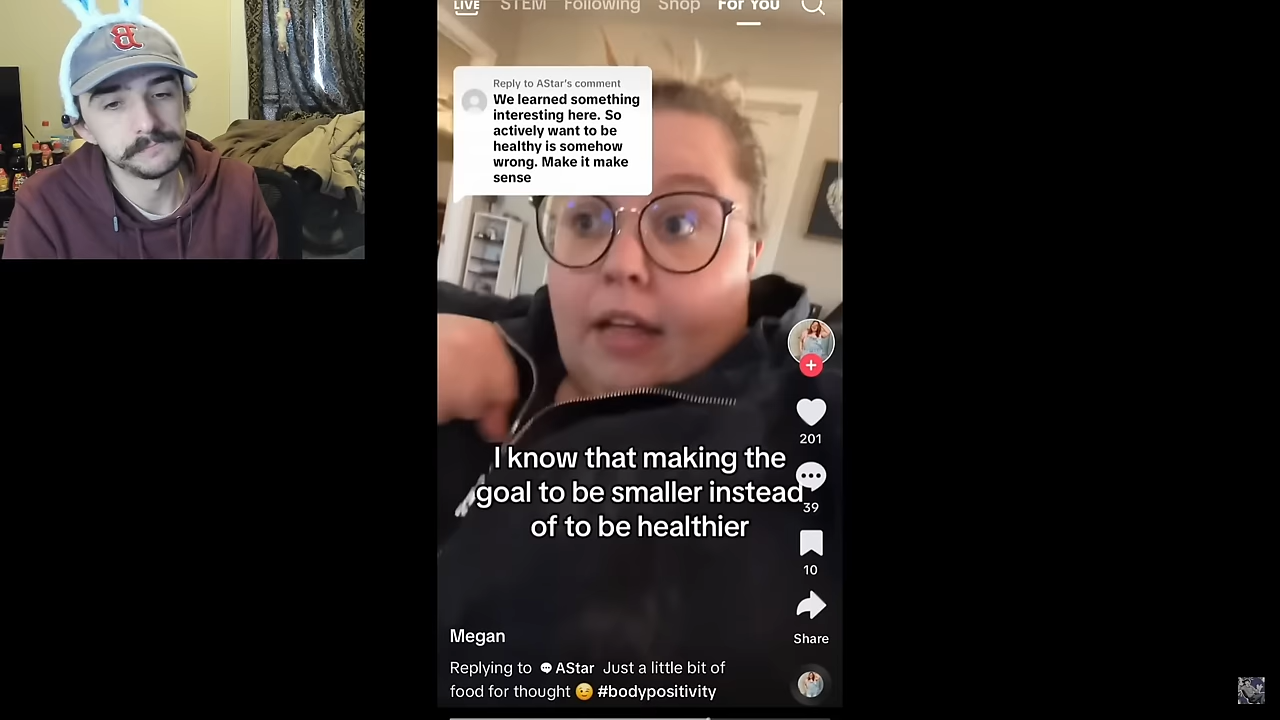 B
LIVE STEM Following Shop For You
Reply to AStar's comment
We learned something
interesting here. So
actively want to be
healthy is somehow
wrong. Make it make
sense
I know that making the
goal to be smaller instead
of to be healthier
201
39
10
Share
Megan
Replying to AStar Just a little bit of
food for thought 😉 #bodypositivity